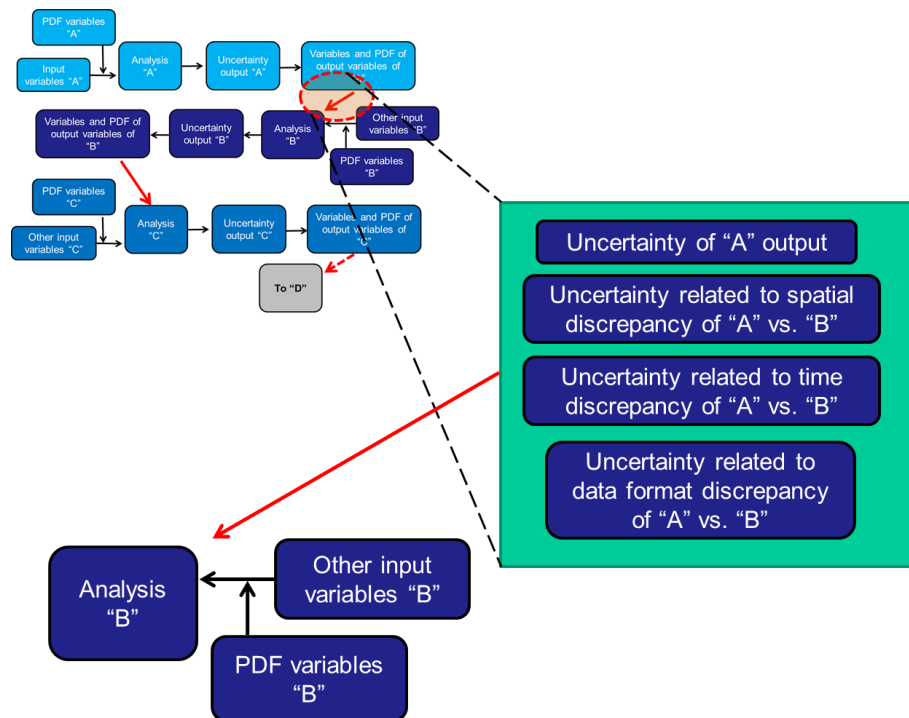 PDF variables
“A”
Input
variables “A”
Analysis
“A”
Uncertainty
output “A”
Variables and PDF of
output variables of
Variables and PDF of
output variables of
“B”
Uncertainty
output “B”
Analysis
“B”
Other input
variables “B”
PDF variables
“B”
PDF variables
“C”
Other input
variables “C”
Analysis
“C”
Uncertainty
output “C”
Variables and PDF of
output variables of
“C”
To “D”
Uncertainty of “A” output
Uncertainty related to spatial
discrepancy of “A” vs. “B”
Uncertainty related to time
discrepancy of “A” vs. “B”
Uncertainty related to
data format discrepancy
of “A” vs. “B”
Analysis
“B”
Other input
variables “B”
PDF variables
“B”